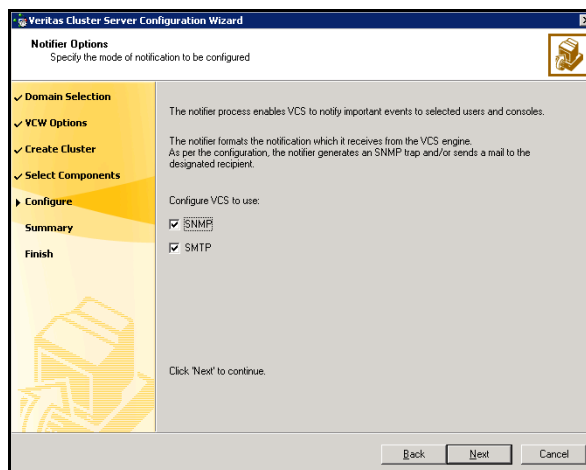 Veritas Cluster Server Configuration Wizard
Notifier Options
Specify the mode of notification to be configured
Domain Selection
VCW Options
Create Cluster
Select Components
Configure
Summary
Finish
The notifier process enables VCS to notify important events to selected users and consoles.
The notifier formats the notification which it receives from the VCS engine.
As per the configuration, the notifier generates an SNMP trap and/or sends a mail to the
designated recipient.
Configure VCS to use:
SNMP
SMTP
Click 'Next' to continue.
Back Next Cancel